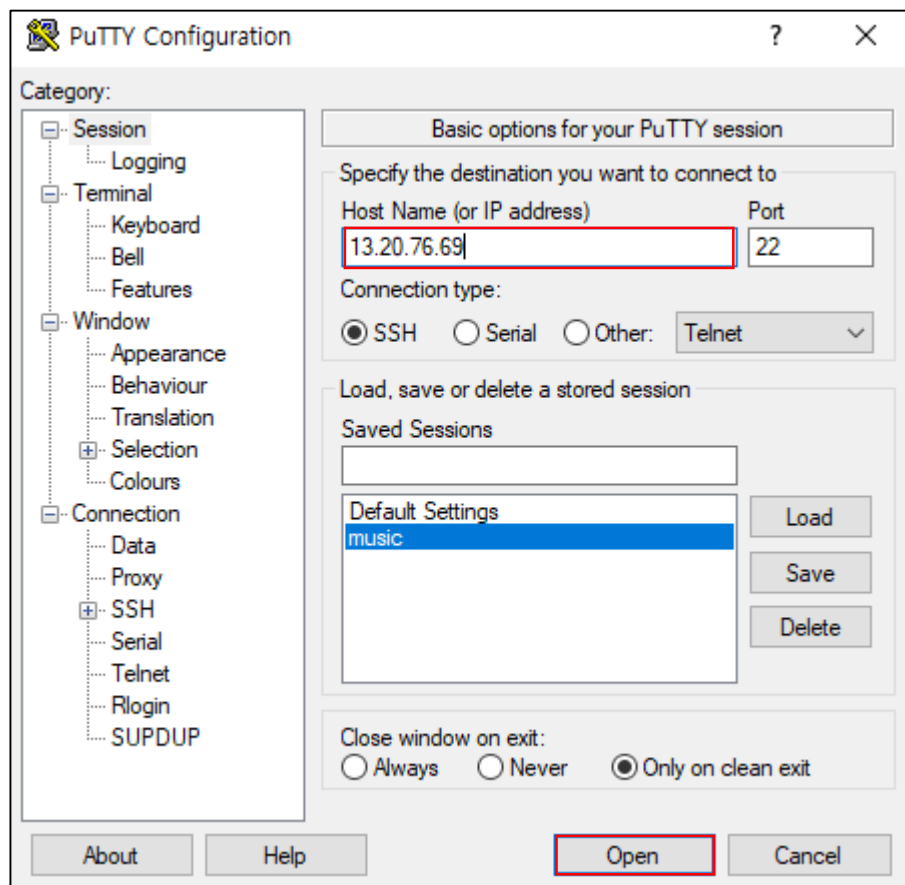 PuTTY Configuration
?
Category:
Session
Logging
Terminal
Keyboard
Bell
Features
Window
Appearance
Behaviour
Translation
Selection
Colours
Connection
Data
Proxy
SSH
Serial
Telnet
Rlogin
SUPDUP
Basic options for your PuTTY session
Specify the destination you want to connect to
Host Name (or IP address) Port
13.20.76.69 22
Connection type:
SSH Serial Other: Telnet
Load, save or delete a stored session
Saved Sessions
Default Settings
music
Load
Save
Delete
Close window on exit:
Always Never Only on clean exit
About Help Open Cancel